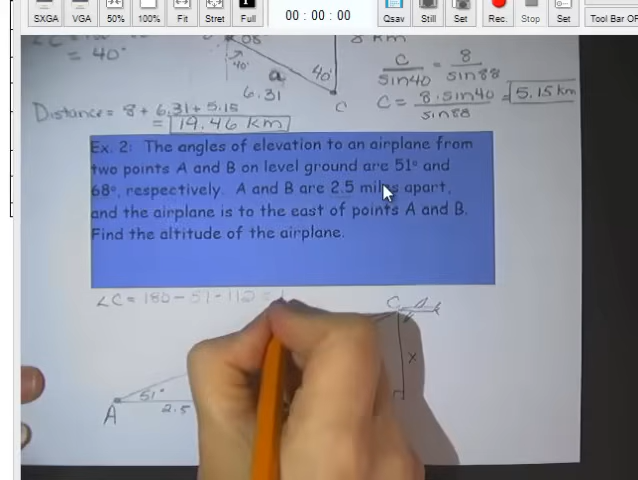 SXGA VGA 50% 100% Fit Stret Full 00 : 00 : 00 Qsav Still Set Rec. Stop Set Tool Bar
= 40°
40°
6.31
C
8 km
C/sin40 = 8/sin88
C = 8·sin40/sin88 = 5.15 km
Distance = 8 + 6.31 + 5.15
= 19.46 km
Ex. 2: The angles of elevation to an airplane from
two points A and B on level ground are 51° and
68°, respectively. A and B are 2.5 miles apart,
and the airplane is to the east of points A and B.
Find the altitude of the airplane.
∠C = 180 - 51 - 112 =
C
x
51°
A
2.5